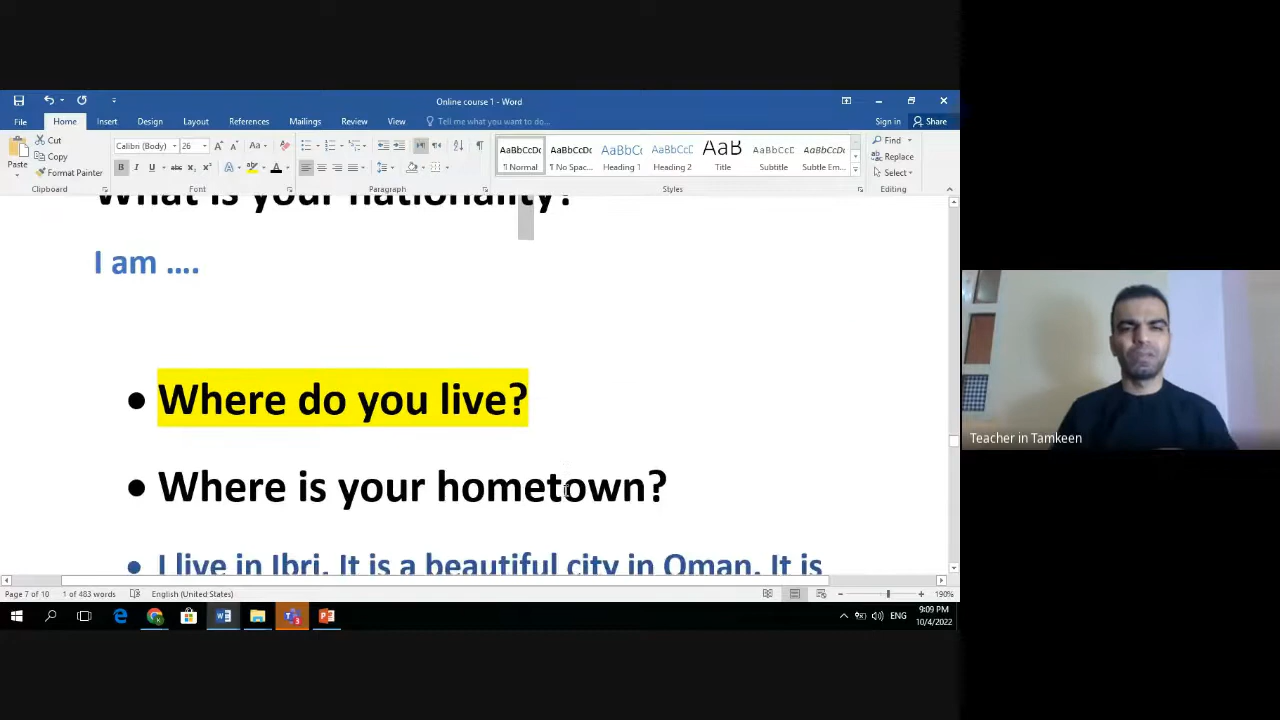 Online course 1 - Word
File Home Insert Design Layout References Mailings Review View Tell me what you want to do... Sign in Share
Paste Cut Copy Format Painter Calibri (Body) 26 AaBbCcDc ¶ Normal AaBbCcDc ¶ No Spac... AaBbCc Heading 1 AaBbCcC Heading 2 AaB Title AaBbCcC Subtitle AaBbCcDc Subtle Em... Find Replace Select
Clipboard Font Paragraph Styles Editing
What is your nationality?
I am ....
• Where do you live?
• Where is your hometown?
• I live in Ibri. It is a beautiful city in Oman. It is
Teacher in Tamkeen
Page 7 of 10 1 of 483 words English (United States) 190%
ENG 9:09 PM
10/4/2022